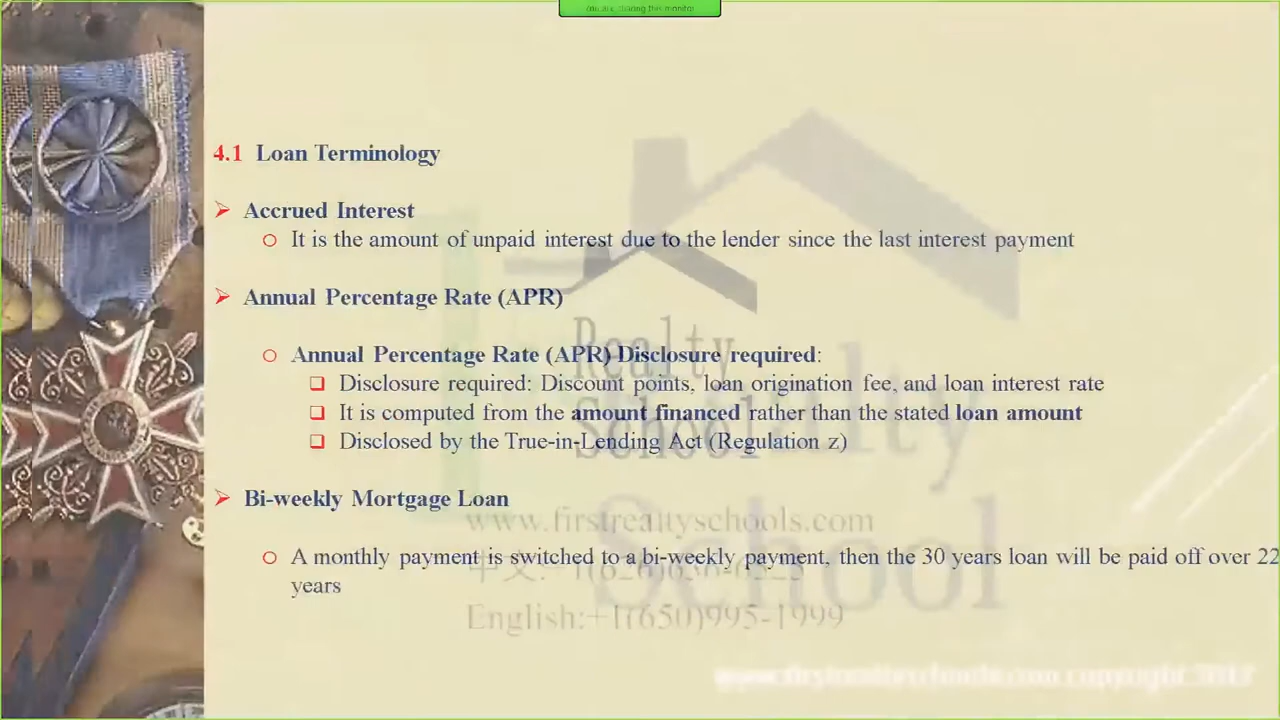 4.1 Loan Terminology
Accrued Interest
It is the amount of unpaid interest due to the lender since the last interest payment
Annual Percentage Rate (APR)
Annual Percentage Rate (APR) Disclosure required:
Disclosure required: Discount points, loan origination fee, and loan interest rate
It is computed from the amount financed rather than the stated loan amount
Disclosed by the True-in-Lending Act (Regulation z)
Bi-weekly Mortgage Loan
A monthly payment is switched to a bi-weekly payment, then the 30 years loan will be paid off over 22
years
Realty
School
www.firstrealtyschools.com
English:+1(650)995-1999
School